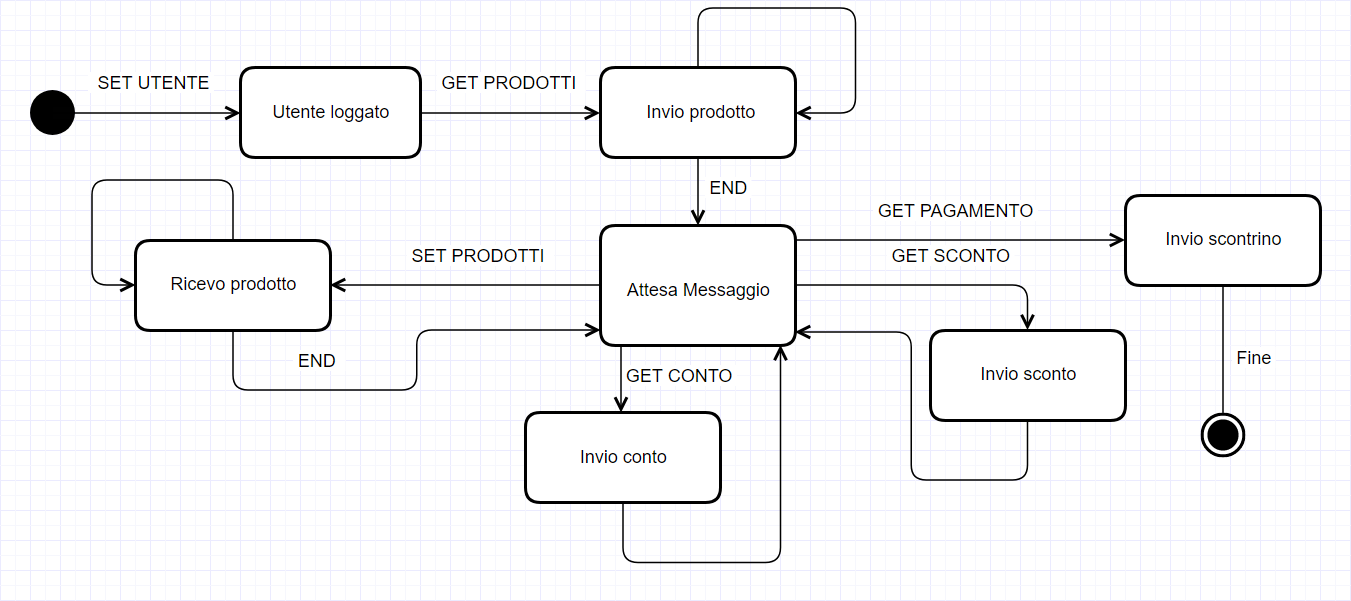 SET UTENTE
GET PRODOTTI
Utente loggato
Invio prodotto
END
GET PAGAMENTO
Invio scontrino
SET PRODOTTI
GET SCONTO
Ricevo prodotto
Attesa Messaggio
END
GET CONTO
Invio sconto
Fine
Invio conto